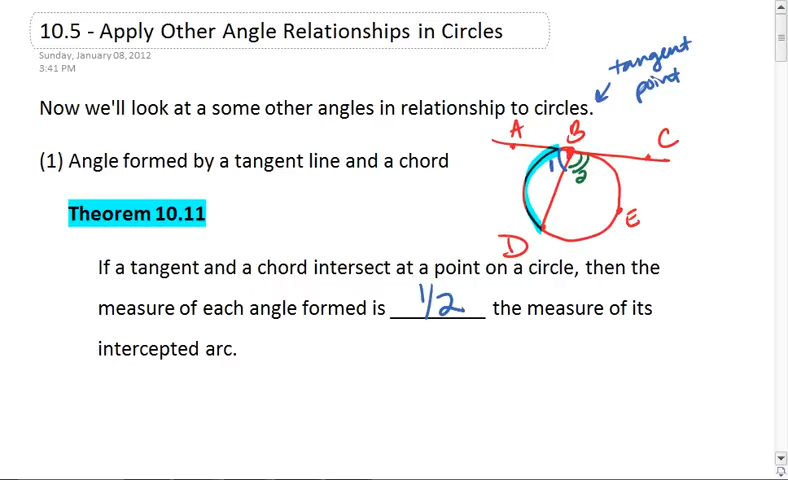 10.5 - Apply Other Angle Relationships in Circles
Sunday, January 08, 2012
3:41 PM
tangent
point
Now we'll look at a some other angles in relationship to circles.
A
B
C
(1) Angle formed by a tangent line and a chord
1
2
Theorem 10.11
E
D
If a tangent and a chord intersect at a point on a circle, then the
measure of each angle formed is 1/2 the measure of its
intercepted arc.